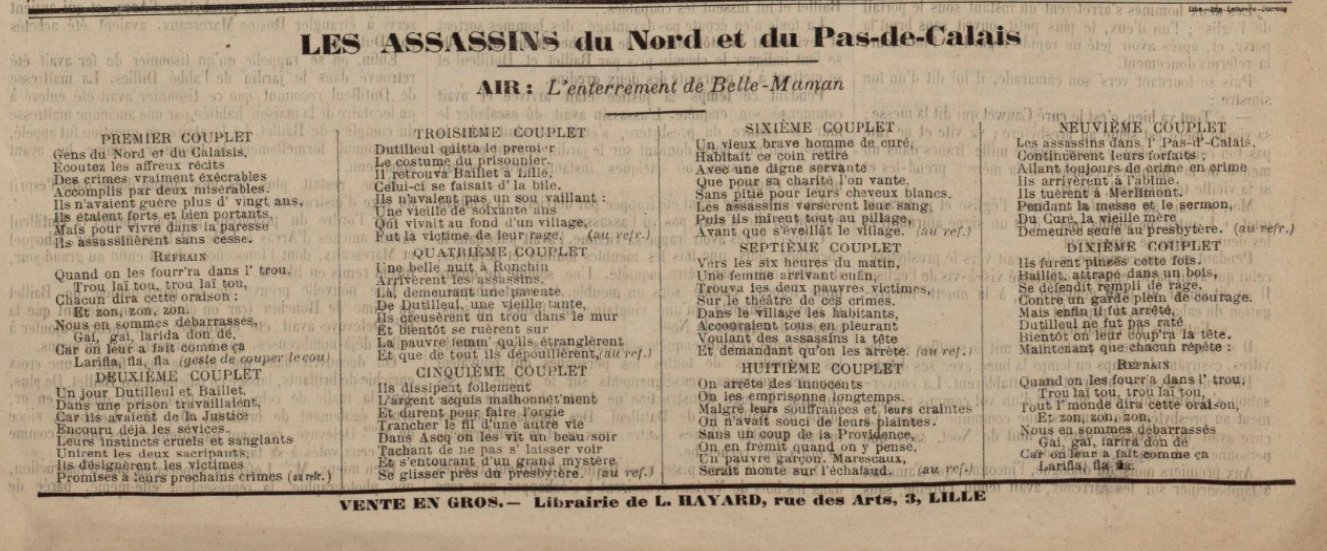 Lille.-Imp. Lefebvre-Ducrocq
LES ASSASSINS du Nord et du Pas-de-Calais
AIR : L'enterrement de Belle-Maman
PREMIER COUPLET
Gens du Nord et du Calaisis,
Ecoutez les affreux récits
Des crimes vraiment éxécrables
Accomplis par deux misérables.
Ils n'avaient guère plus d' vingt ans,
Ils étaient forts et bien portants,
Mais pour vivre dans la paresse
Ils assassinèrent sans cesse.
REFRAIN
Quand on les fourr'ra dans l' trou,
Trou laï tou, trou laï tou,
Chacun dira cette oraison :
Et zon, zon, zon.
Nous en sommes débarrassés,
Gai, gai, larida don dé,
Car on leur a fait comme ça
Larifla, fla, fla (geste de couper le cou)
DEUXIÈME COUPLET
Un jour Dutilleul et Baillet,
Dans une prison travaillaient,
Car ils avaient de la Justice
Encouru déjà les sévices.
Leurs instincts cruels et sanglants
Unirent les deux sacripants,
Ils désignèrent les victimes
Promises à leurs prochains crimes (au refr.)
TROISIÈME COUPLET
Dutilleul quitta le premier
Le costume du prisonnier.
Il retrouva Baillet à Lille,
Celui-ci se faisait d' la bile.
Ils n'avaient pas un sou vaillant :
Une vieille de soixante ans
Qui vivait au fond d'un village,
Fut la victime de leur rage. (au refr.)
QUATRIÈME COUPLET
Une belle nuit à Ronchin
Arrivèrent les assassins,
Là, demeurant une parente
De Dutilleul, une vieille tante,
Ils creusèrent un trou dans le mur
Et bientôt se ruèrent sur
La pauvre femm' qu'ils étranglèrent
Et que de tout ils dépouillèrent, (au ref.)
CINQUIÈME COUPLET
Ils dissipent follement
L'argent acquis malhonnêt'ment
Et durent pour faire l'orgie
Trancher le fil d'une autre vie
Dans Ascq on les vit un beau soir
Tachant de ne pas s' laisser voir
Et s'entourant d'un grand mystère
Se glisser près du presbytère. (au ref.)
SIXIÈME COUPLET
Un vieux brave homme de curé,
Habitait ce coin retiré
Avec une digne servante
Que pour sa charité l'on vante.
Sans pitié pour leurs cheveux blancs.
Les assassins versèrent leur sang,
Puis ils mirent tout au pillage,
Avant que s'éveillât le village. (au ref.)
SEPTIÈME COUPLET
Vers les six heures du matin,
Une femme arrivant enfin,
Trouva les deux pauvres victimes,
Sur le théâtre de ces crimes.
Dans le village les habitants,
Accouraient tous en pleurant
Voulant des assassins la tête
Et demandant qu'on les arrète. (au ref.)
HUITIÈME COUPLET
On arrête des innocents
On les emprisonne longtemps.
Malgré leurs souffrances et leurs craintes
On n'avait souci de leurs plaintes.
Sans un coup de la Providence,
On en frémit quand on y pense,
Un pauvre garçon, Marescaux,
Serait monté sur l'échafaud. (au ref.)
NEUVIÈME COUPLET
Les assassins dans l' Pas-d'-Calais,
Continuèrent leurs forfaits ;
Allant toujours de crime en crime
Ils arrivèrent à l'abîme.
Ils tuèrent à Merlimont.
Pendant la messe et le sermon,
Du Curé, la vieille mère
Demeurée seule au presbytère. (au refr.)
DIXIÈME COUPLET
Ils furent pinsés cette fois.
Baillet, attrapé dans un bois,
Se défendit rempli de rage,
Contre un garde plein de courage.
Mais enfin il fut arrêté,
Dutilleul ne fut pas raté
Bientôt on leur coup'ra la tête.
Maintenant que chacun répète :
REFRAIN
Quand on les fourr'a dans l' trou,
Trou laï tou, trou laï tou,
Tout l' monde dira cette oraison,
Et zon, zon, zon,
Nous en sommes débarrassés
Gai, gai, larira don dé
Car on leur a fait comme ça
Larifla, fla fla.
VENTE EN GROS.— Librairie de L. HAYARD, rue des Arts, 3, LILLE